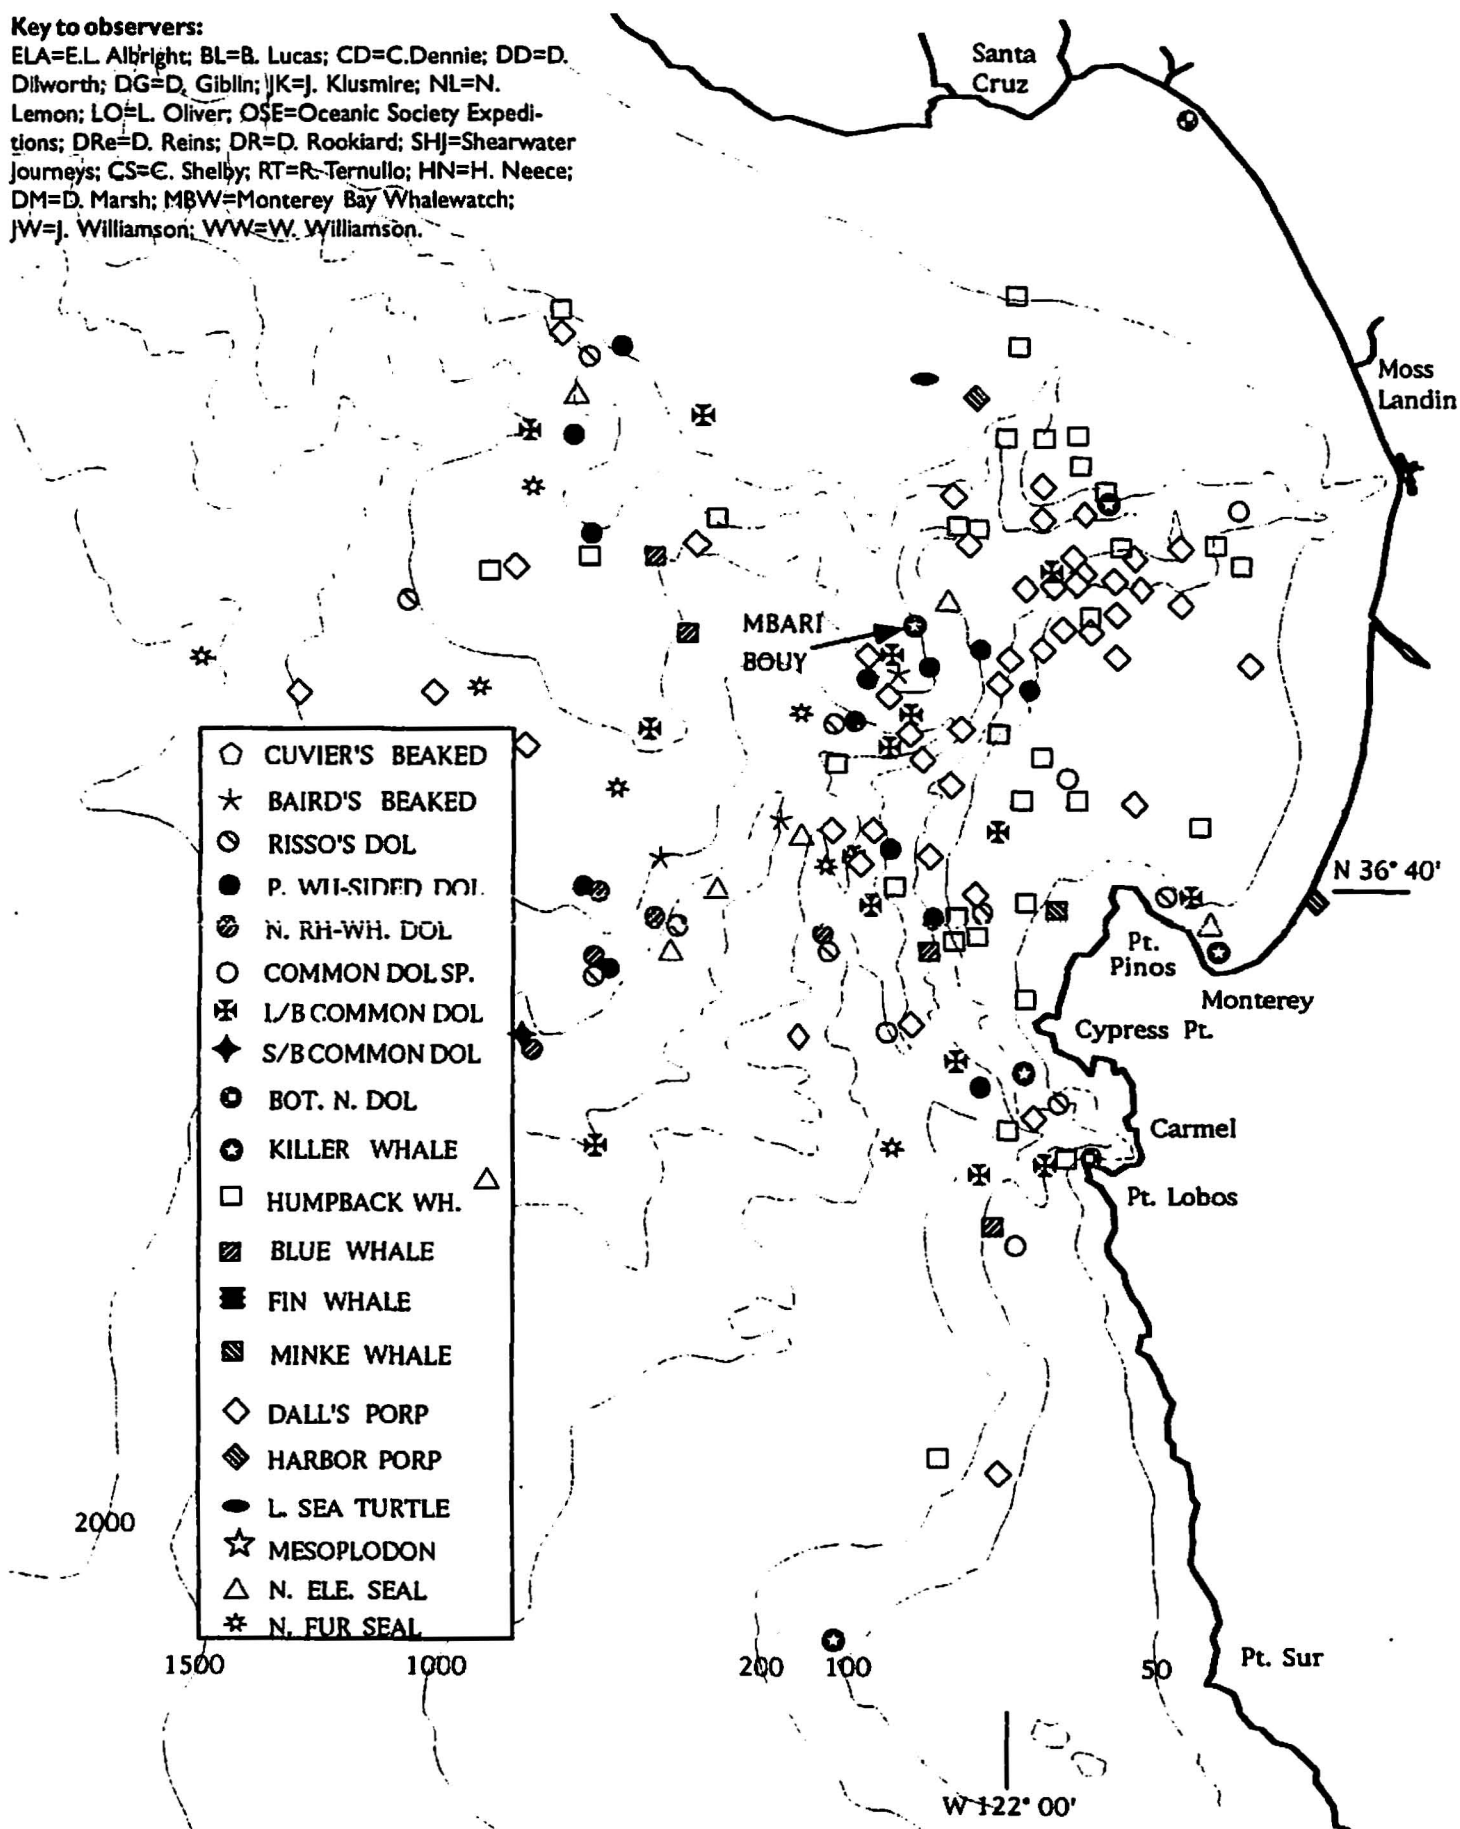 Key to observers:
ELA=E.L. Albright; BL=B. Lucas; CD=C.Dennie; DD=D.
Dilworth; DG=D. Giblin; JK=J. Klusmire; NL=N.
Lemon; LO=L. Oliver; OSE=Oceanic Society Expedi-
tions; DRe=D. Reins; DR=D. Rookiard; SHJ=Shearwater
Journeys; CS=C. Shelby; RT=R. Ternullo; HN=H. Neece;
DM=D. Marsh; MBW=Monterey Bay Whalewatch;
JW=J. Williamson; WW=W. Williamson.
Santa
Cruz
Moss
Landin
MBARI
BOUY
CUVIER'S BEAKED
BAIRD'S BEAKED
RISSO'S DOL
P. WH-SIDED DOL
N. RH-WH. DOL
COMMON DOL SP.
L/B COMMON DOL
S/B COMMON DOL
BOT. N. DOL
KILLER WHALE
HUMPBACK WH.
BLUE WHALE
FIN WHALE
MINKE WHALE
DALL'S PORP
HARBOR PORP
L. SEA TURTLE
MESOPLODON
N. ELE. SEAL
N. FUR SEAL
N 36° 40'
Pt.
Pinos
Monterey
Cypress Pt.
Carmel
Pt. Lobos
2000
1500
1000
200
100
50
Pt. Sur
W 122° 00'